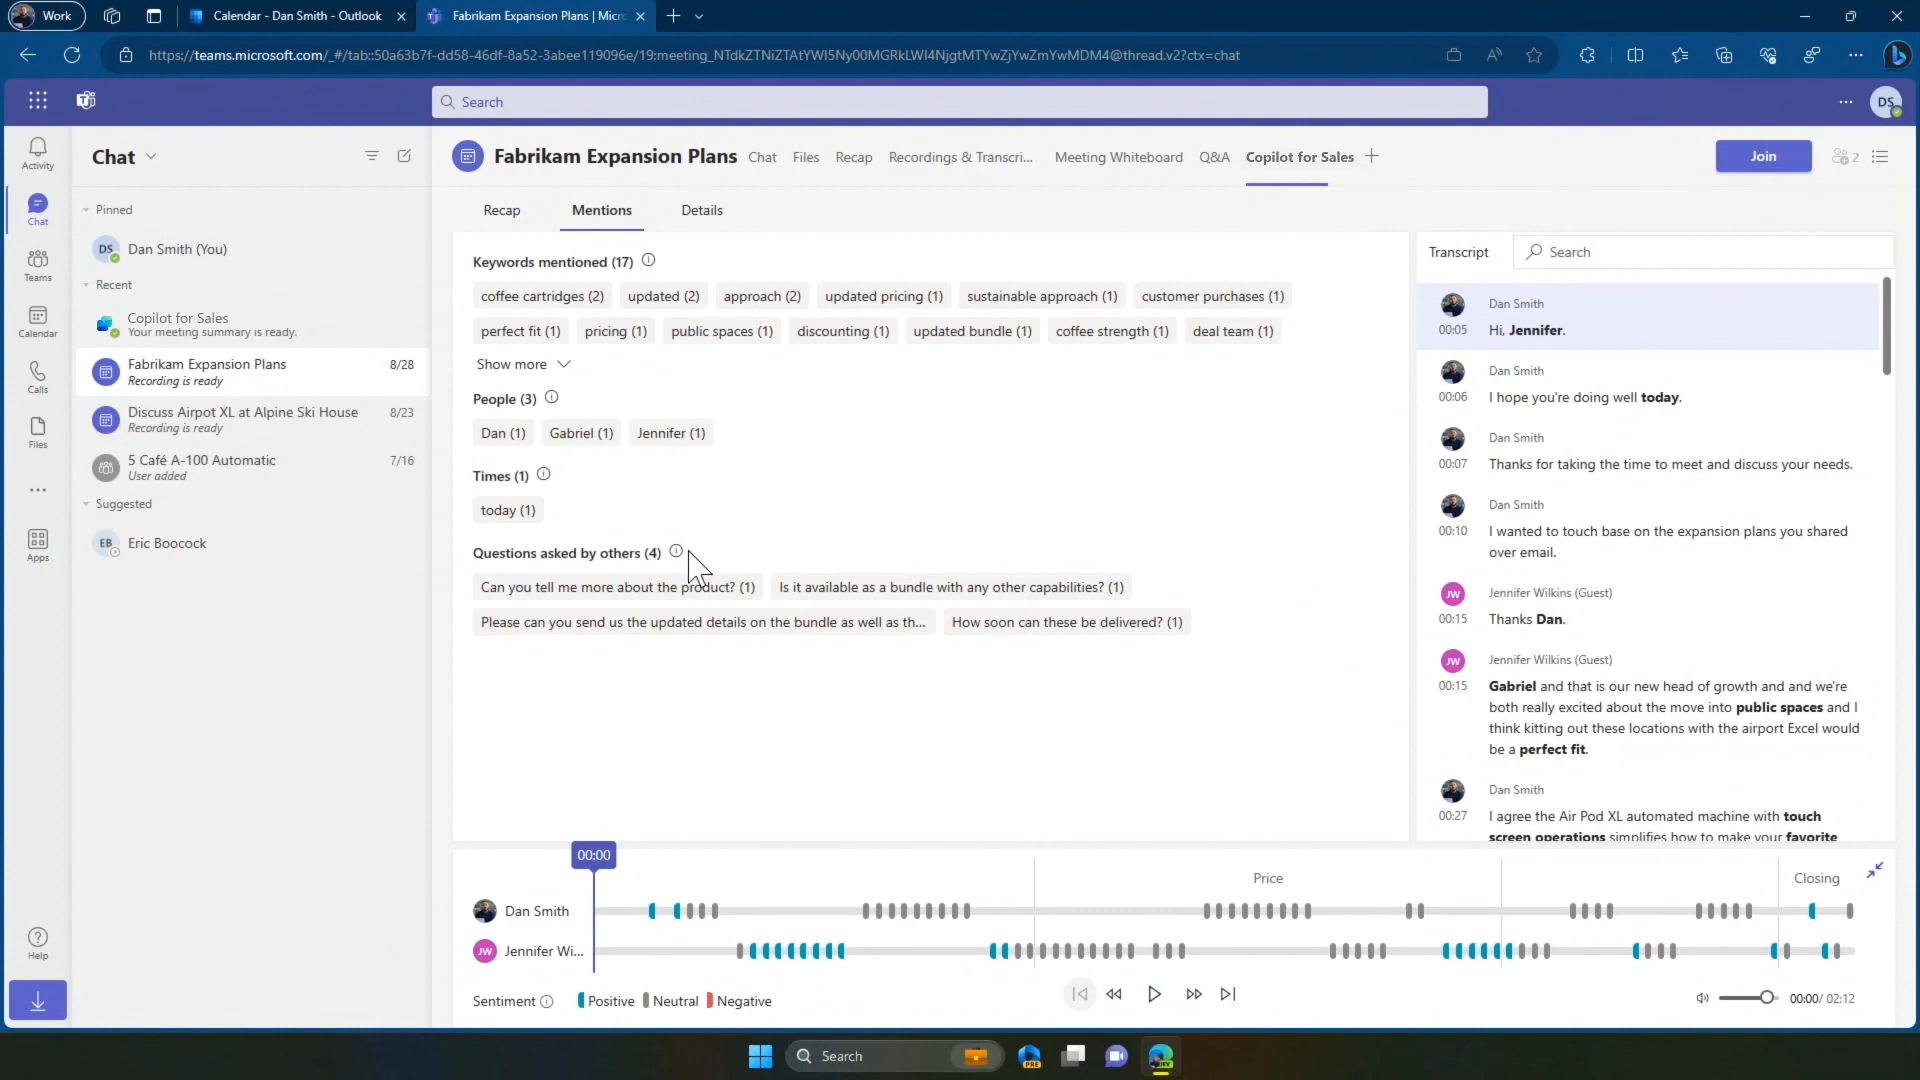 Work
Calendar - Dan Smith - Outlook
Fabrikam Expansion Plans | Micr
https://teams.microsoft.com/_#/tab::50a63b7f-dd58-46df-8a52-3abee119096e/19:meeting_NTdkZTNiZTAtYWI5Ny00MGRkLWI4NjgtMTYwZjYwZmYwMDM4@thread.v2?ctx=chat
Search
DS
Activity
Chat
Teams
Calendar
Calls
Files
Apps
Help
Chat
Pinned
DS
Dan Smith (You)
Recent
Copilot for Sales
Your meeting summary is ready.
Fabrikam Expansion Plans 8/28
Recording is ready
Discuss Airpot XL at Alpine Ski House 8/23
Recording is ready
5 Café A-100 Automatic 7/16
User added
Suggested
EB
Eric Boocock
Fabrikam Expansion Plans Chat Files Recap Recordings & Transcri... Meeting Whiteboard Q&A Copilot for Sales
Join
2
Recap Mentions Details
Keywords mentioned (17)
coffee cartridges (2) updated (2) approach (2) updated pricing (1) sustainable approach (1) customer purchases (1)
perfect fit (1) pricing (1) public spaces (1) discounting (1) updated bundle (1) coffee strength (1) deal team (1)
Show more
People (3)
Dan (1) Gabriel (1) Jennifer (1)
Times (1)
today (1)
Questions asked by others (4)
Can you tell me more about the product? (1) Is it available as a bundle with any other capabilities? (1)
Please can you send us the updated details on the bundle as well as th... How soon can these be delivered? (1)
Transcript
Search
Dan Smith
00:05 Hi, Jennifer.
Dan Smith
00:06 I hope you're doing well today.
Dan Smith
00:07 Thanks for taking the time to meet and discuss your needs.
Dan Smith
00:10 I wanted to touch base on the expansion plans you shared
over email.
JW Jennifer Wilkins (Guest)
00:15 Thanks Dan.
JW Jennifer Wilkins (Guest)
00:15 Gabriel and that is our new head of growth and and we're
both really excited about the move into public spaces and I
think kitting out these locations with the airport Excel would
be a perfect fit.
Dan Smith
00:27 I agree the Air Pod XL automated machine with touch
screen operations simplifies how to make your favorite
00:00
Price
Closing
Dan Smith
JW Jennifer Wi...
Sentiment Positive Neutral Negative
00:00/ 02:12
Search
PRE